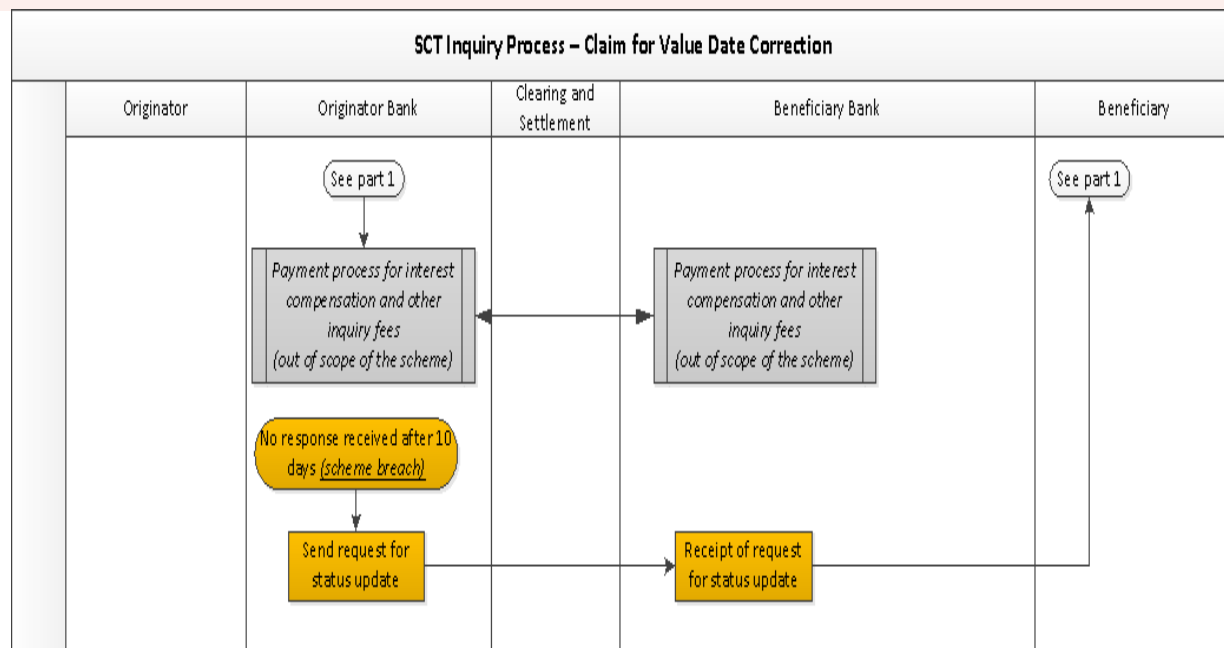 SCT Inquiry Process – Claim for Value Date Correction
Originator
Originator Bank
Clearing and
Settlement
Beneficiary Bank
Beneficiary
See part 1
See part 1
Payment process for interest
compensation and other
inquiry fees
(out of scope of the scheme)
Payment process for interest
compensation and other
inquiry fees
(out of scope of the scheme)
No response received after 10
days (scheme breach)
Send request for
status update
Receipt of request
for status update